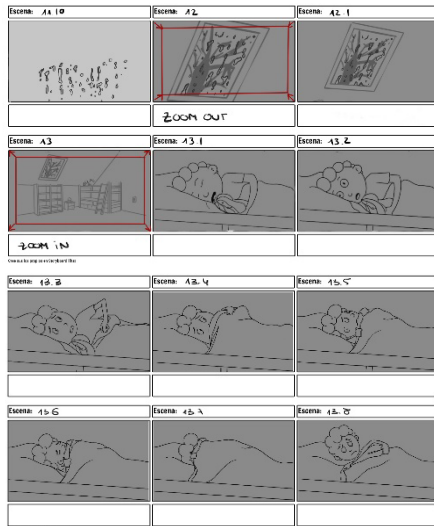 Escena: 11.10
Escena: 12
Escena: 12.1
ZOOM OUT
Escena: 13
Escena: 13.1
Escena: 13.2
ZOOM IN
Escena: 13.3
Escena: 13.4
Escena: 13.5
Escena: 13.6
Escena: 13.7
Escena: 13.8